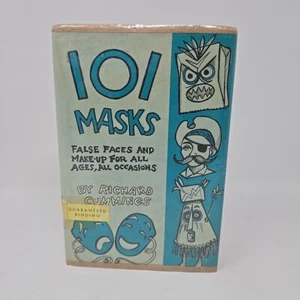 101
MASKS
FALSE FACES AND
MAKE-UP FOR ALL
AGES, ALL OCCASIONS
BY RICHARD
CUMMINGS
GUARANTEED
BINDING